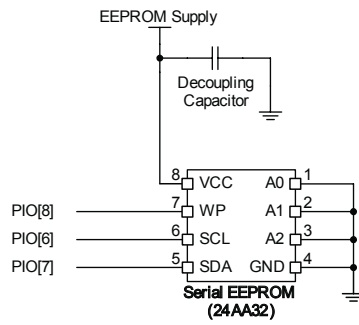 EEPROM Supply
Decoupling
Capacitor
8 VCC A0 1
PIO[8] 7 WP A1 2
PIO[6] 6 SCL A2 3
PIO[7] 5 SDA GND 4
Serial EEPROM
(24AA32)